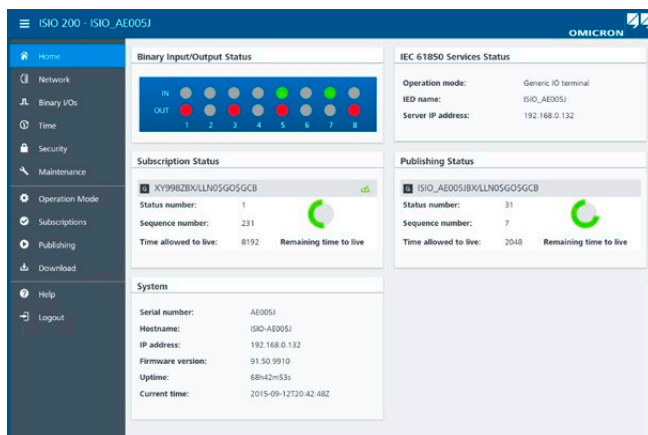 ISIO 200 - ISIO_AE005J
OMICRON
Home
Network
Binary I/Os
Time
Security
Maintenance
Operation Mode
Subscriptions
Publishing
Download
Help
Logout
Binary Input/Output Status
IN
OUT
1 2 3 4 5 6 7 8
IEC 61850 Services Status
Operation mode: Generic IO terminal
IED name: ISIO_AE005J
Server IP address: 192.168.0.132
Subscription Status
G XY998ZBX/LLN0$GO$GCB
Status number: 1
Sequence number: 231
Time allowed to live: 8192 Remaining time to live
Publishing Status
G ISIO_AE005JBX/LLN0$GO$GCB
Status number: 31
Sequence number: 7
Time allowed to live: 2048 Remaining time to live
System
Serial number: AE005J
Hostname: ISIO-AE005J
IP address: 192.168.0.132
Firmware version: 91.50.9910
Uptime: 68h42m53s
Current time: 2015-09-12T20:42:48Z